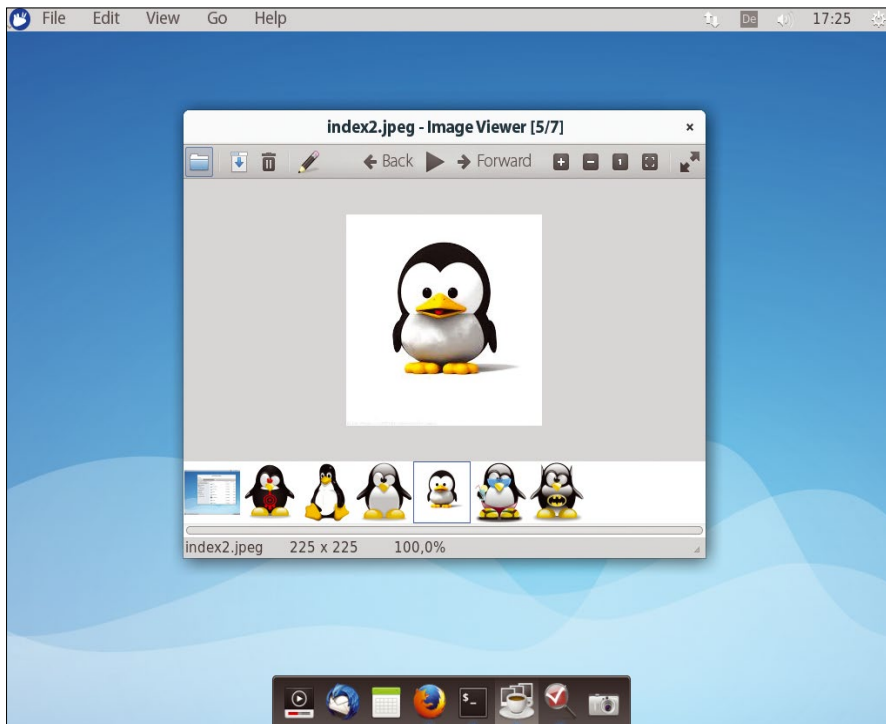 File Edit View Go Help De 17:25
index2.jpeg - Image Viewer [5/7] ×
Back Forward 1
index2.jpeg 225 x 225 100,0%
$_